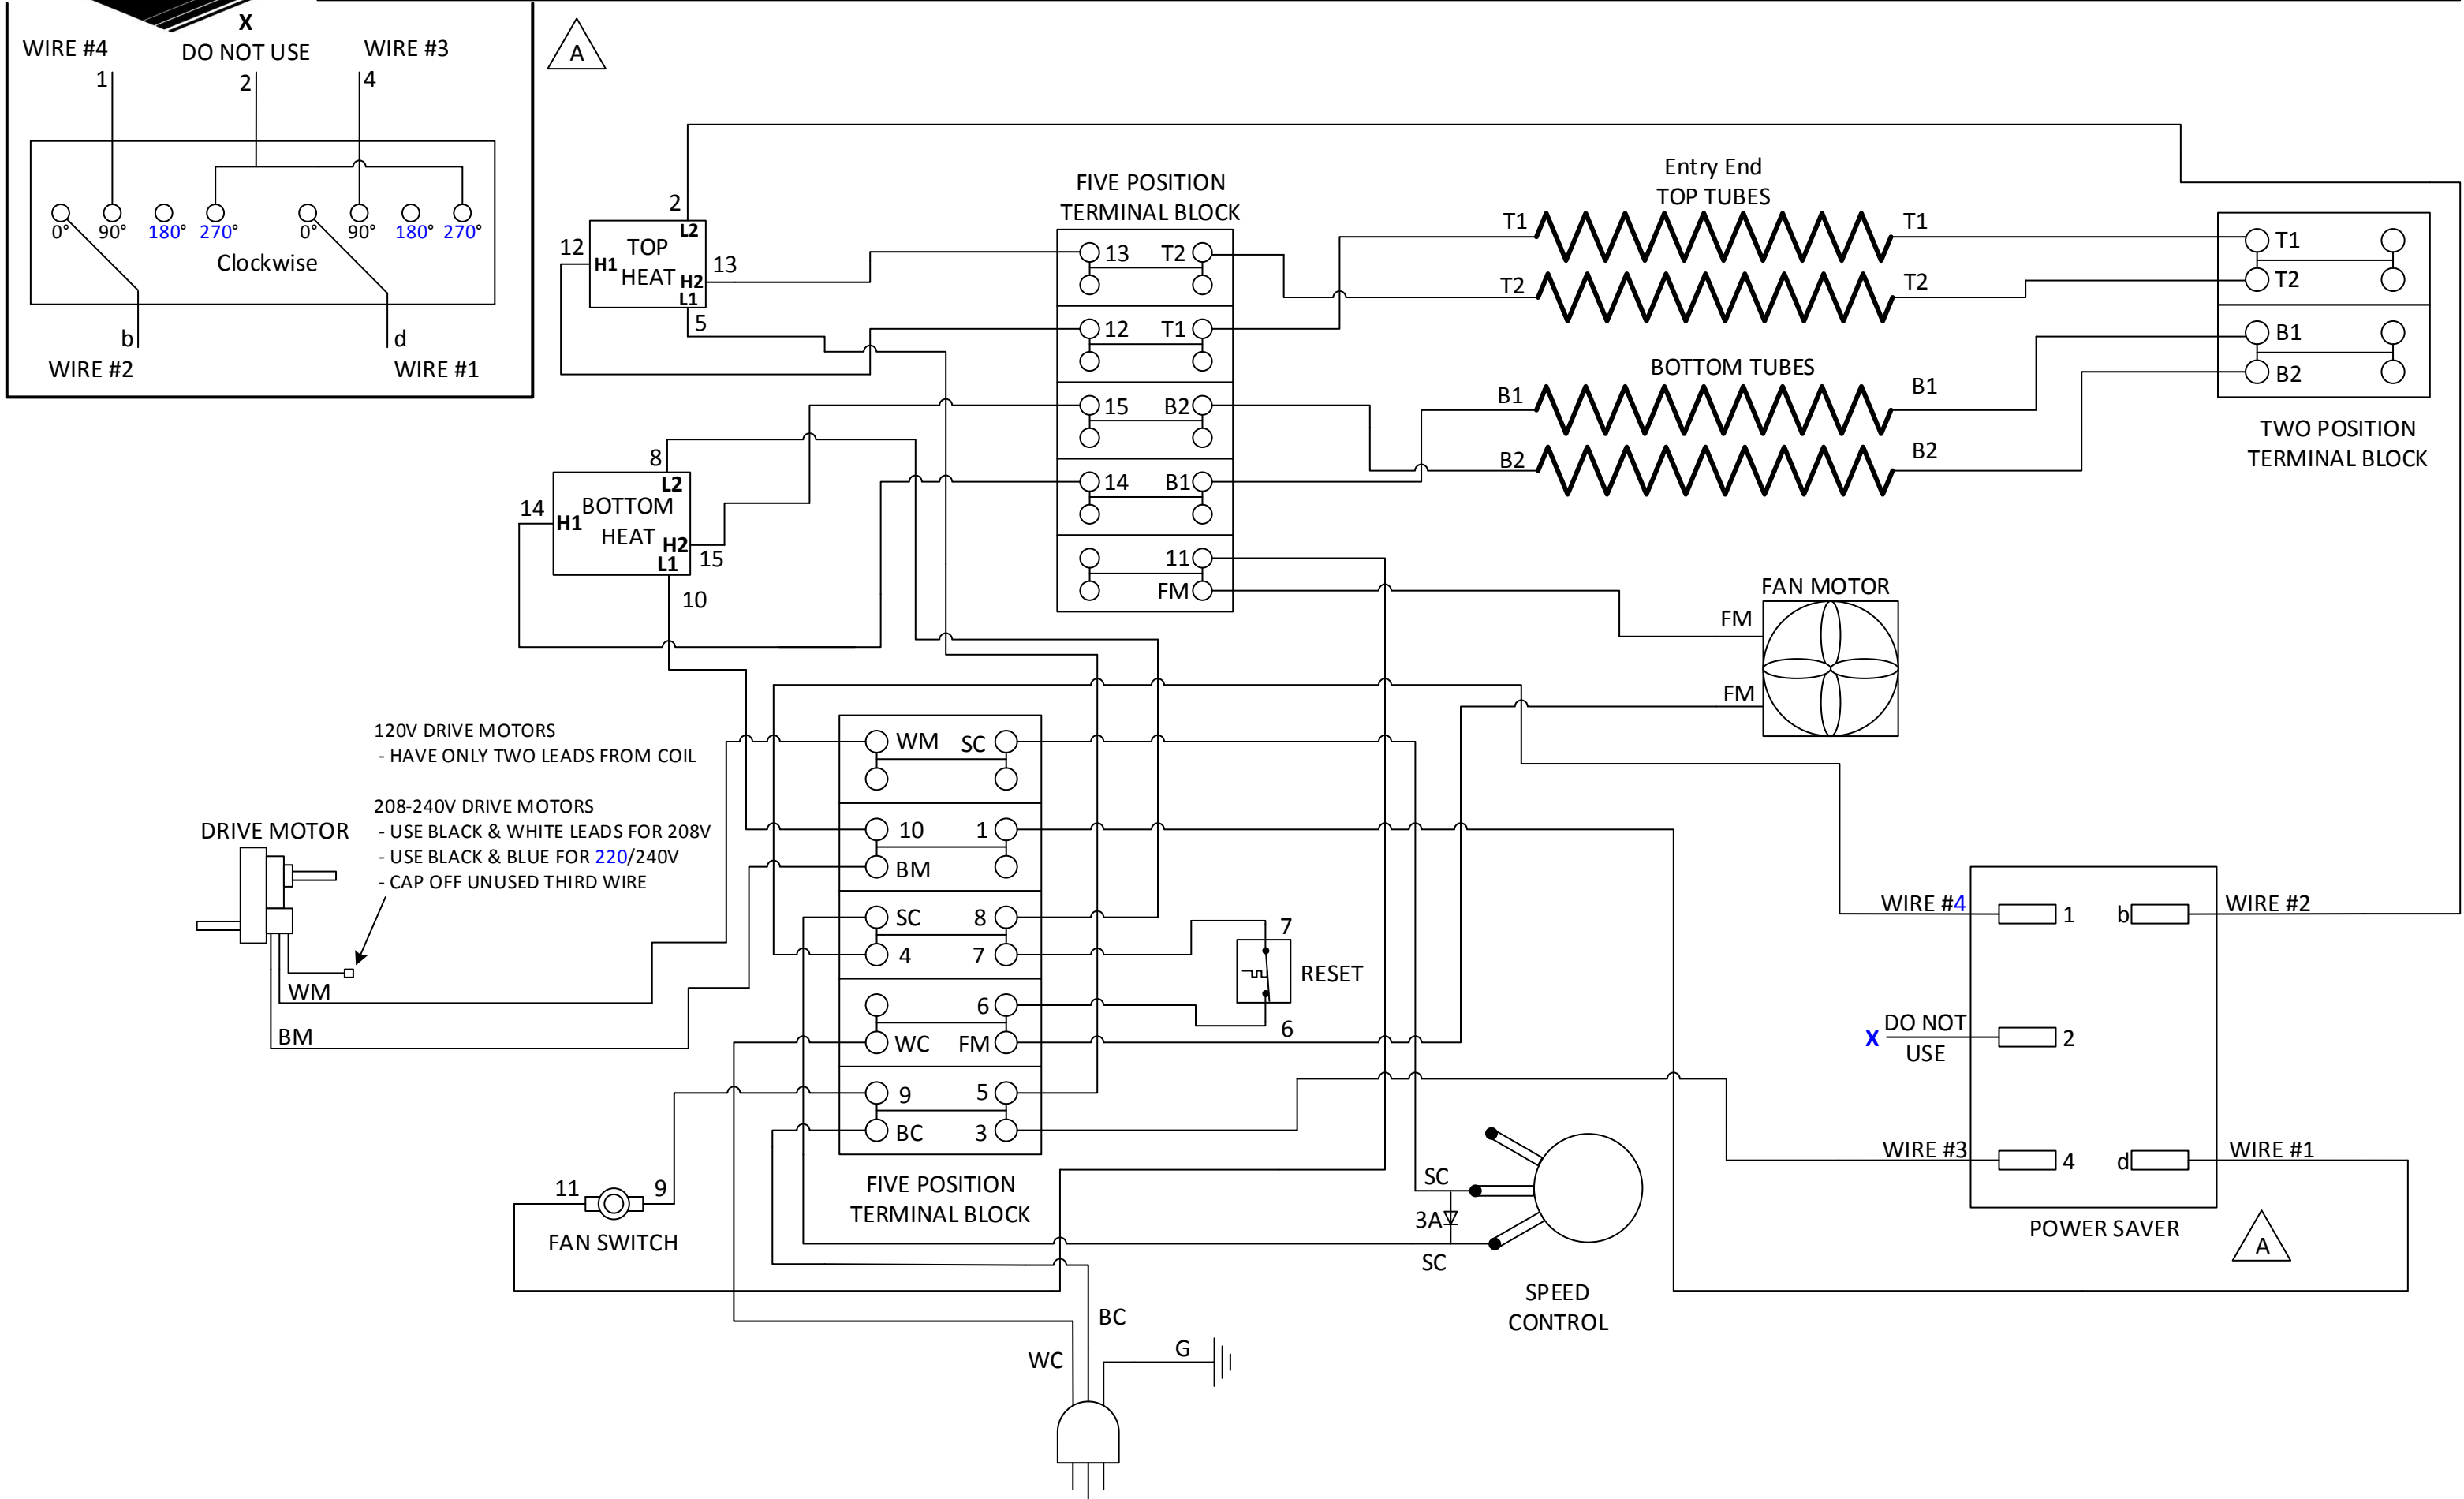 X
WIRE #4
DO NOT USE
WIRE #3
1
2
4
0°
90°
180°
270°
0°
90°
180°
270°
Clockwise
b
d
WIRE #2
WIRE #1
A
2
L2
12
H1
TOP
HEAT
H2
13
L1
5
FIVE POSITION
TERMINAL BLOCK
13
T2
12
T1
15
B2
14
B1
11
FM
Entry End
TOP TUBES
T1
T1
T2
T2
BOTTOM TUBES
B1
B1
B2
B2
T1
T2
B1
B2
TWO POSITION
TERMINAL BLOCK
8
L2
14
H1
BOTTOM
HEAT
H2
15
L1
10
FAN MOTOR
FM
FM
120V DRIVE MOTORS
- HAVE ONLY TWO LEADS FROM COIL
208-240V DRIVE MOTORS
- USE BLACK & WHITE LEADS FOR 208V
- USE BLACK & BLUE FOR 220/240V
- CAP OFF UNUSED THIRD WIRE
DRIVE MOTOR
WM
BM
WM
SC
10
1
BM
SC
8
4
7
6
WC
FM
9
5
BC
3
FIVE POSITION
TERMINAL BLOCK
7
RESET
6
WIRE #4
1
b
WIRE #2
X
DO NOT
USE
2
WIRE #3
4
d
WIRE #1
POWER SAVER
A
11
9
FAN SWITCH
SC
3A
SC
SPEED
CONTROL
BC
WC
G